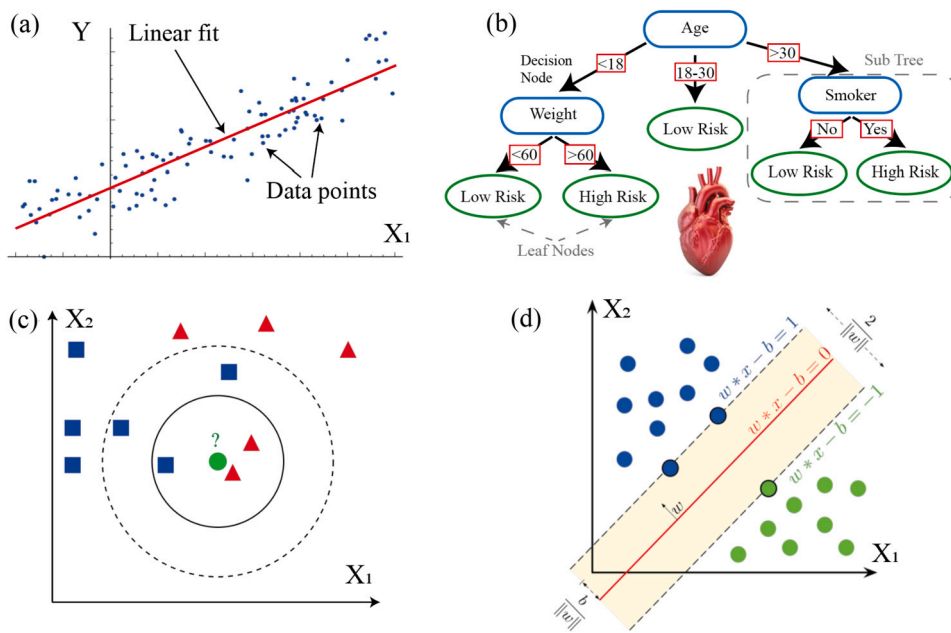 (a)
Y
Linear fit
Data points
X₁
(b)
Age
Decision
Node
<18
18-30
>30
Sub Tree
Weight
Low Risk
Smoker
No
Yes
<60
>60
Low Risk
High Risk
Low Risk
High Risk
Leaf Nodes
(c)
X₂
?
X₁
(d)
X₂
2
‖w‖
w * x − b = 1
w * x − b = 0
w * x − b = −1
w
X₁
b
‖w‖